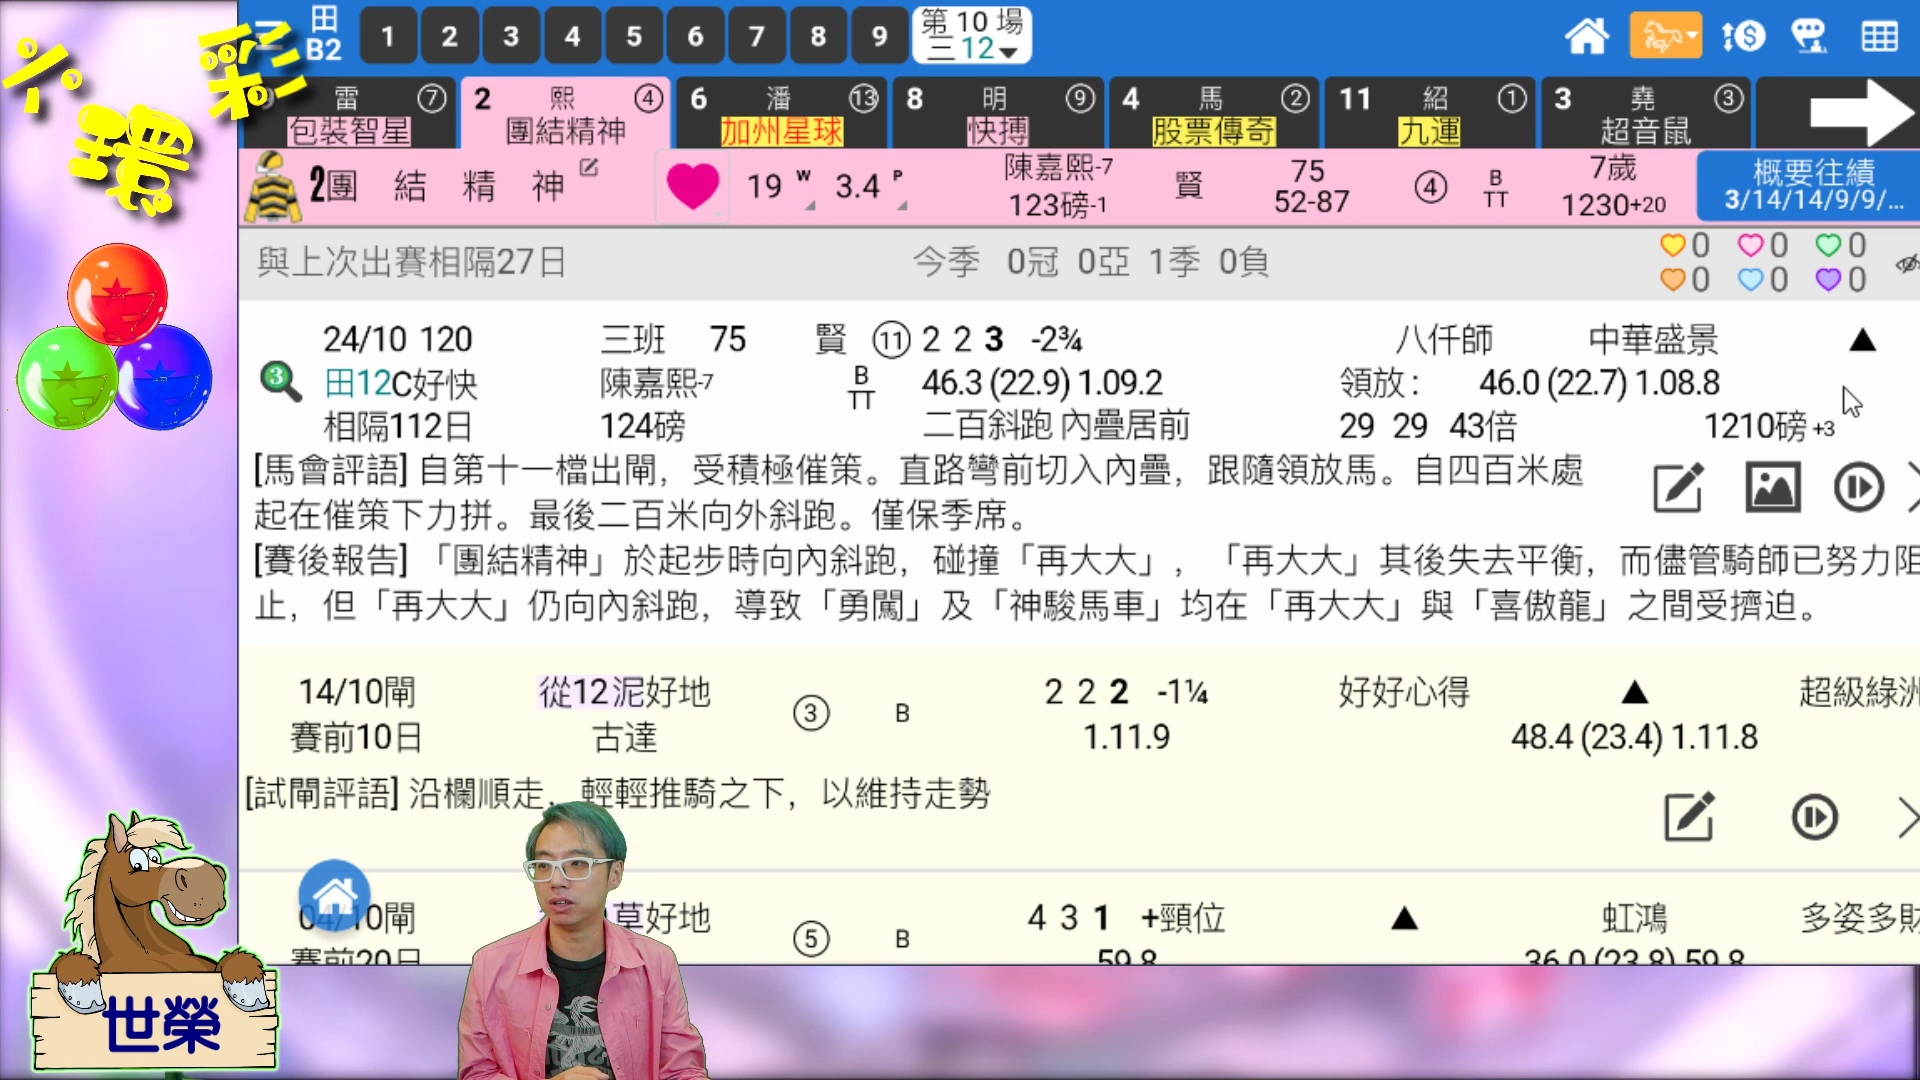 六環彩
田
B2
1 2 3 4 5 6 7 8 9
第 10 場
三 12
雷 7
包裝智星
2 熙 4
團結精神
6 潘 13
加州星球
8 明 9
快搏
4 馬 2
股票傳奇
11 紹 1
九運
3 堯 3
超音鼠
2團結精神
19 W 3.4 P
陳嘉熙-7
123磅-1
賢
75
52-87
4
B
TT
7歲
1230+20
概要往績
3/14/14/9/9/...
與上次出賽相隔27日
今季 0冠 0亞 1季 0負
0 0 0
0 0 0
24/10 120 三班 75 賢 11 2 2 3 -2¾ 八仟師 中華盛景 ▲
3 田12C好快 陳嘉熙-7 B TT 46.3 (22.9) 1.09.2 領放： 46.0 (22.7) 1.08.8
相隔112日 124磅 二百斜跑 內疊居前 29 29 43倍 1210磅 +3
[馬會評語] 自第十一檔出閘，受積極催策。直路彎前切入內疊，跟隨領放馬。自四百米處
起在催策下力拼。最後二百米向外斜跑。僅保季席。
[賽後報告] 「團結精神」於起步時向內斜跑，碰撞「再大大」，「再大大」其後失去平衡，而儘管騎師已努力阻
止，但「再大大」仍向內斜跑，導致「勇闖」及「神駿馬車」均在「再大大」與「喜傲龍」之間受擠迫。
14/10閘 從12泥好地 3 B 2 2 2 -1¼ 好好心得 ▲ 超級綠洲
賽前10日 古達 1.11.9 48.4 (23.4) 1.11.8
[試閘評語] 沿欄順走，輕輕推騎之下，以維持走勢
04/10閘 草好地 5 B 4 3 1 +頸位 ▲ 虹鴻 多姿多財
賽前20日 59.8 36.0 (23.8) 59.8
世榮